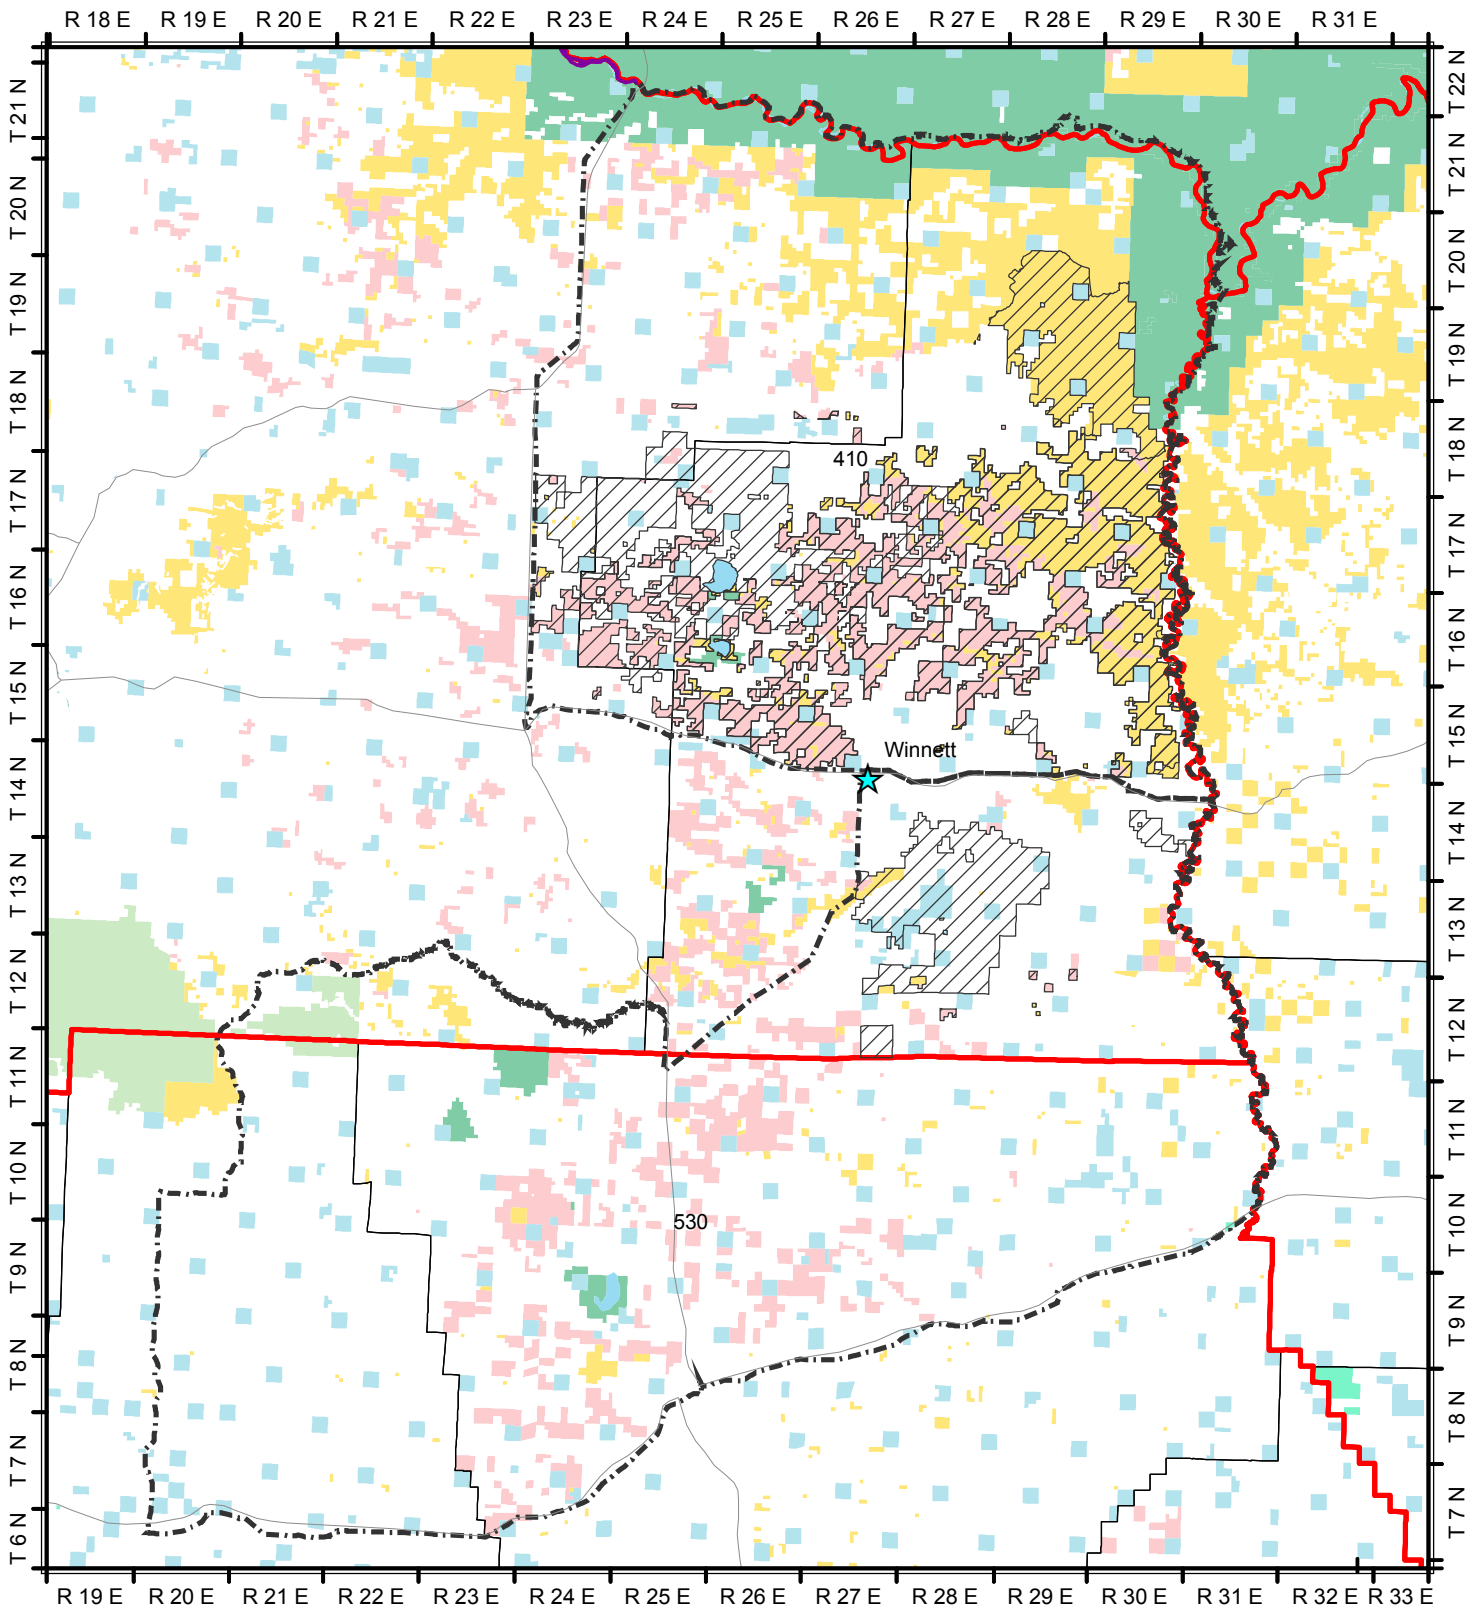 R 18 E R 19 E R 20 E R 21 E R 22 E R 23 E R 24 E R 25 E R 26 E R 27 E R 28 E R 29 E R 30 E R 31 E
T 21 N
T 20 N
T 19 N
T 18 N
T 17 N
T 16 N
T 15 N
T 14 N
T 13 N
T 12 N
T 11 N
T 10 N
T 9 N
T 8 N
T 7 N
T 6 N
410
Winnett
530
T 22 N
T 21 N
T 20 N
T 19 N
T 18 N
T 17 N
T 16 N
T 15 N
T 14 N
T 13 N
T 12 N
T 11 N
T 10 N
T 9 N
T 8 N
T 7 N
R 19 E R 20 E R 21 E R 22 E R 23 E R 24 E R 25 E R 26 E R 27 E R 28 E R 29 E R 30 E R 31 E R 32 E R 33 E